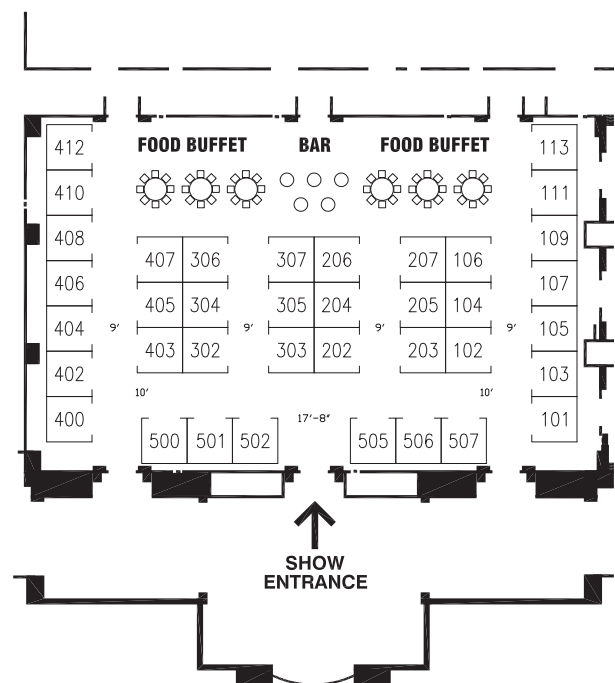 FOOD BUFFET BAR FOOD BUFFET
412 113
410 111
408 109
407 306 307 206 207 106
406 107
405 304 305 204 205 104
404 9' 9' 9' 9' 105
403 302 303 202 203 102
402 103
10' 10'
400 17'-8" 101
500 501 502 505 506 507
SHOW
ENTRANCE